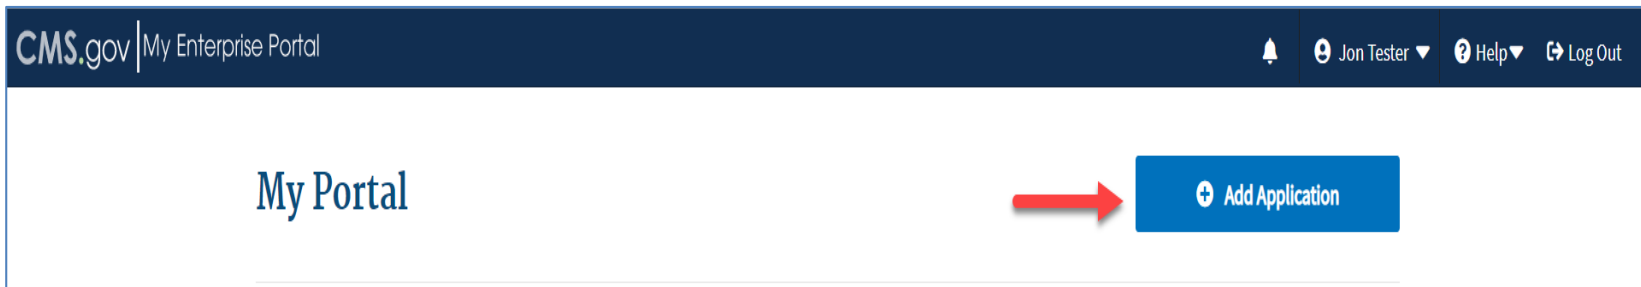 CMS.gov My Enterprise Portal Jon Tester Help Log Out
My Portal Add Application